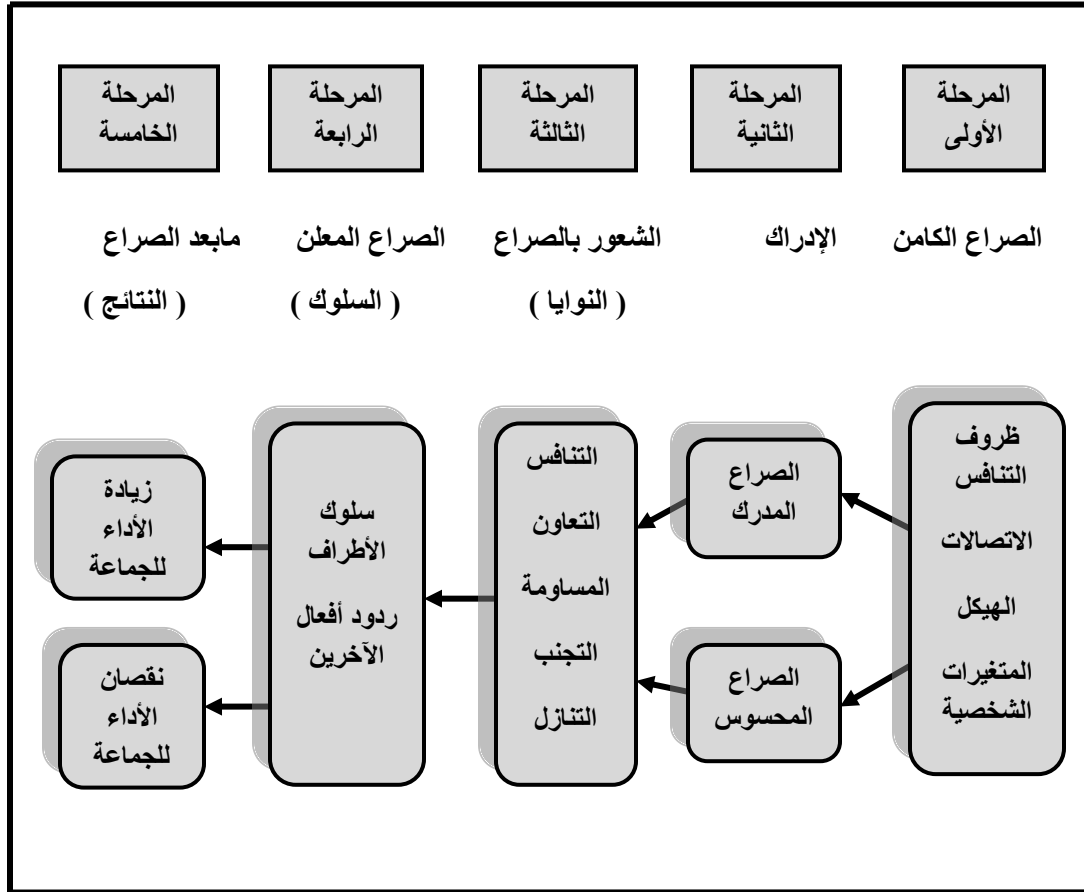 المرحلة
الأولى
المرحلة
الثانية
المرحلة
الثالثة
المرحلة
الرابعة
المرحلة
الخامسة
الصراع الكامن
الإدراك
الشعور بالصراع
( النوايا )
الصراع المعلن
( السلوك )
مابعد الصراع
( النتائج )
ظروف
التنافس
الاتصالات
الهيكل
المتغيرات
الشخصية
الصراع
المدرك
الصراع
المحسوس
التنافس
التعاون
المساومة
التجنب
التنازل
سلوك
الأطراف
ردود أفعال
الآخرين
زيادة
الأداء
للجماعة
نقصان
الأداء
للجماعة